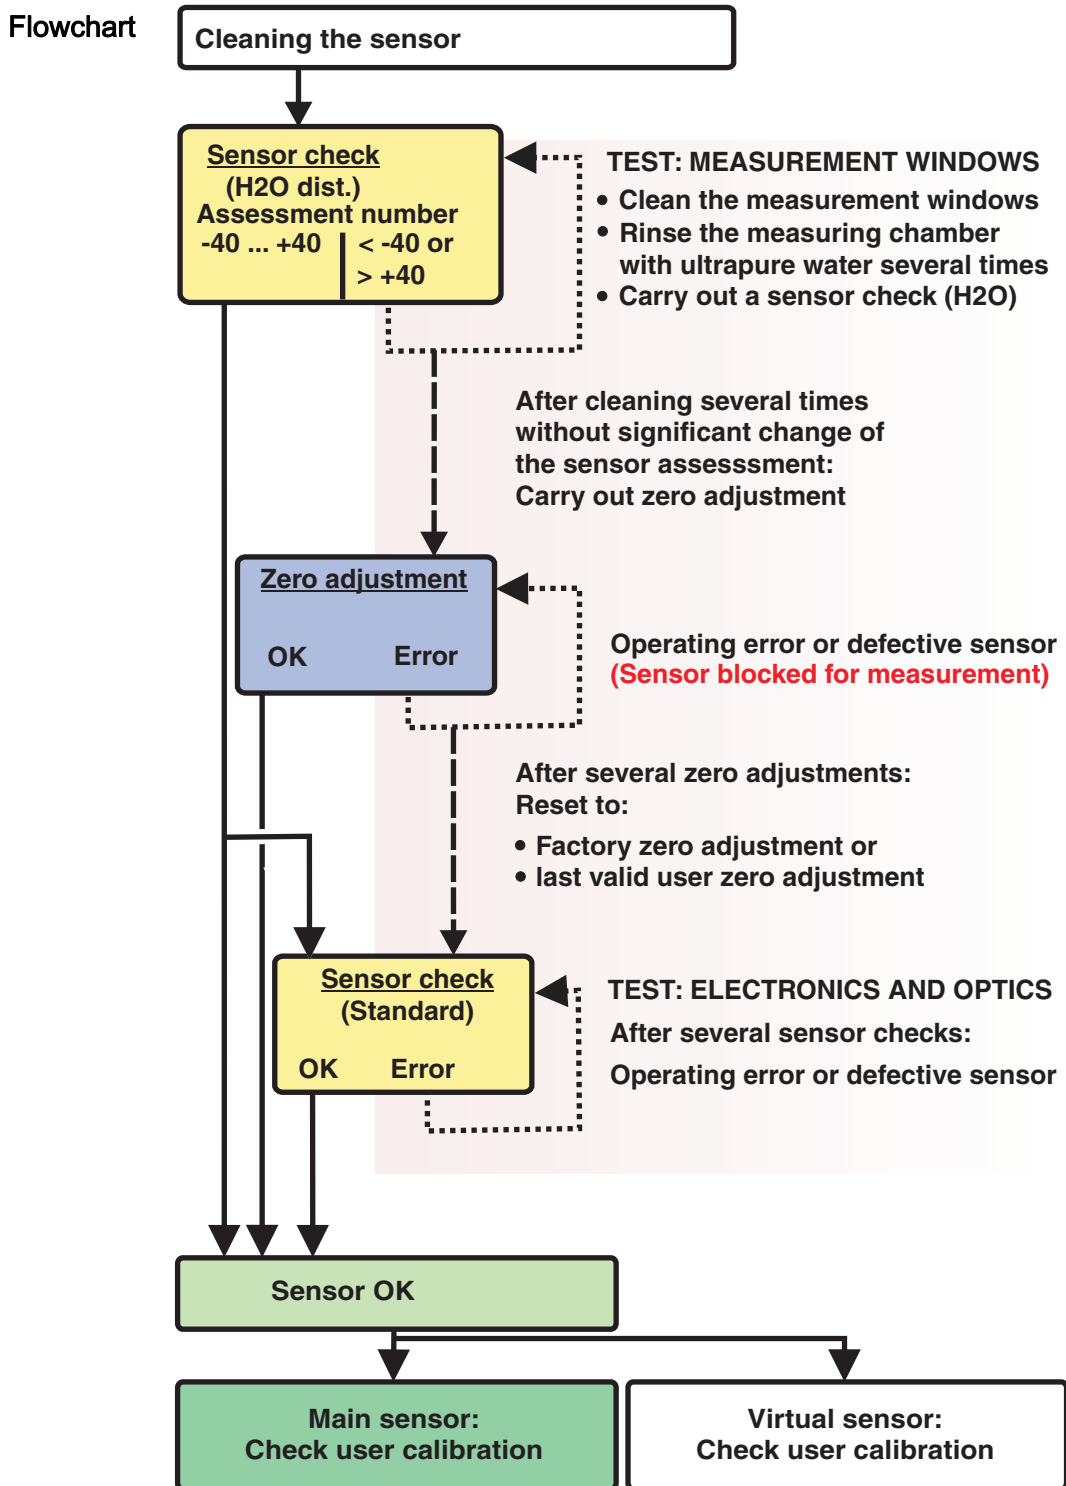 Flowchart
Cleaning the sensor
Sensor check
(H2O dist.)
Assessment number
-40 ... +40
< -40 or
> +40
TEST: MEASUREMENT WINDOWS
• Clean the measurement windows
• Rinse the measuring chamber
with ultrapure water several times
• Carry out a sensor check (H2O)
After cleaning several times
without significant change of
the sensor assesssment:
Carry out zero adjustment
Zero adjustment
OK
Error
Operating error or defective sensor
(Sensor blocked for measurement)
After several zero adjustments:
Reset to:
• Factory zero adjustment or
• last valid user zero adjustment
Sensor check
(Standard)
OK
Error
TEST: ELECTRONICS AND OPTICS
After several sensor checks:
Operating error or defective sensor
Sensor OK
Main sensor:
Check user calibration
Virtual sensor:
Check user calibration